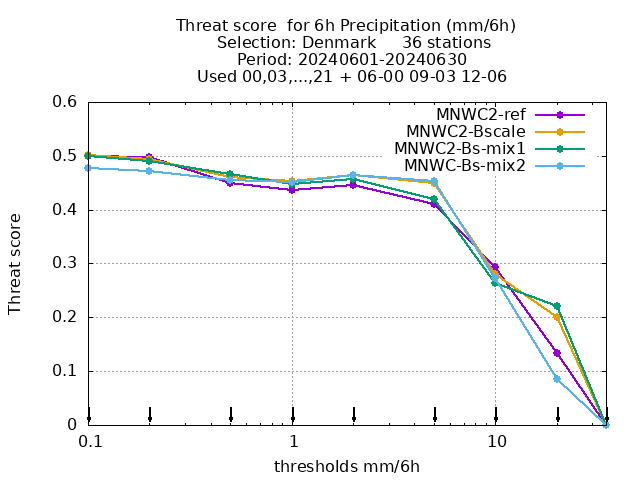 Threat score  for 6h Precipitation (mm/6h)
Selection: Denmark     36 stations
Period: 20240601-20240630
Used 00,03,...,21 + 06-00 09-03 12-06
MNWC2-ref
MNWC2-Bscale
MNWC2-Bs-mix1
MNWC-Bs-mix2
Threat score
0.6
0.5
0.4
0.3
0.2
0.1
0
0.1
1
10
thresholds mm/6h